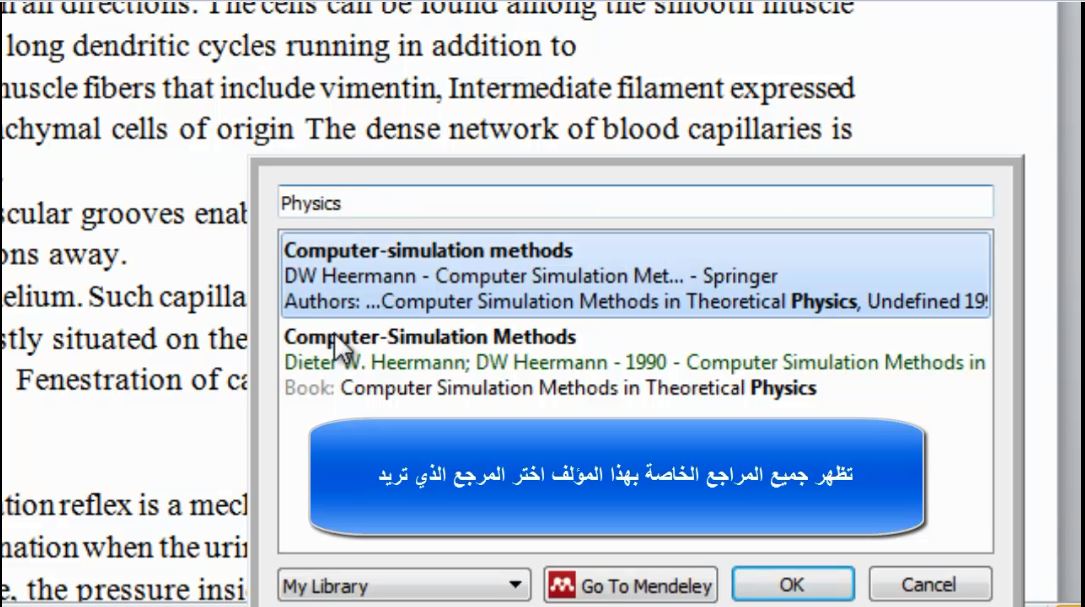 in all directions. The cells can be found among the smooth muscle
long dendritic cycles running in addition to
muscle fibers that include vimentin, Intermediate filament expressed
chymal cells of origin The dense network of blood capillaries is
scular grooves enab
ons away.
elium. Such capilla
stly situated on the
Fenestration of ca
ation reflex is a mecl
mation when the urin
e, the pressure insi
Physics
Computer-simulation methods
DW Heermann - Computer Simulation Met... - Springer
Authors: ...Computer Simulation Methods in Theoretical Physics, Undefined 199
Computer-Simulation Methods
Dieter W. Heermann; DW Heermann - 1990 - Computer Simulation Methods in
Book: Computer Simulation Methods in Theoretical Physics
تظهر جميع المراجع الخاصة بهذا المؤلف اختر المرجع الذي تريد
My Library
Go To Mendeley
OK
Cancel